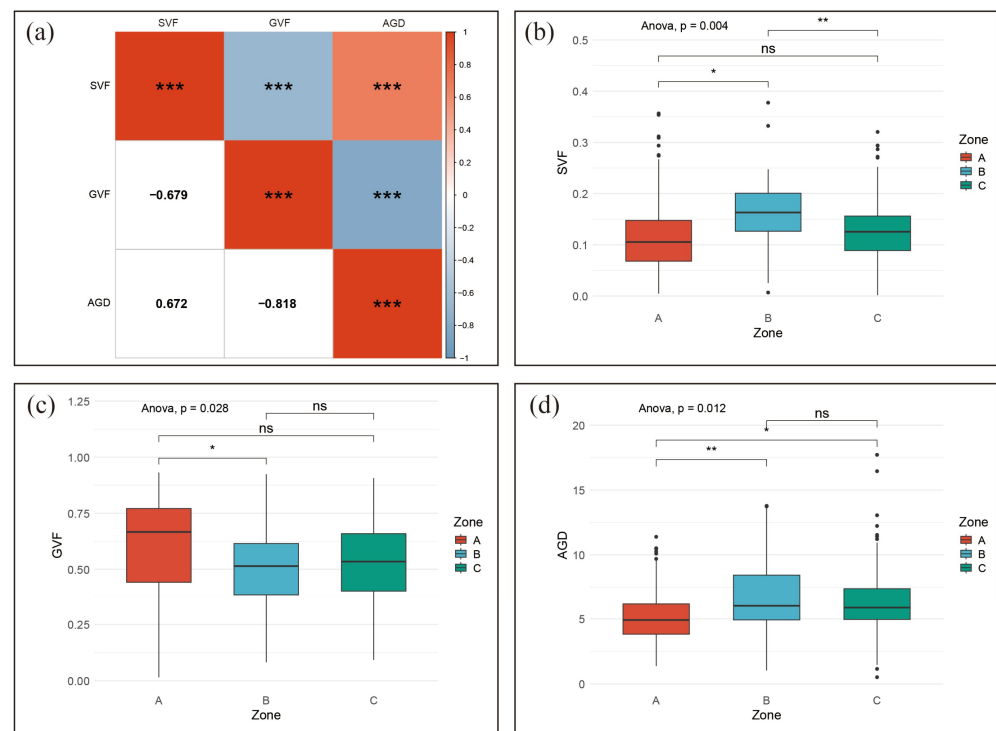 (a)
SVF GVF AGD
SVF *** *** ***
GVF −0.679 *** ***
AGD 0.672 −0.818 ***
1
0.8
0.6
0.4
0.2
0
−0.2
−0.4
−0.6
−0.8
−1
(b)
Anova, p = 0.004
**
ns
*
0.5
0.4
0.3
0.2
0.1
0.0
SVF
A B C
Zone
Zone
A
B
C
(c)
Anova, p = 0.028
ns
ns
*
1.25
1.00
0.75
0.50
0.25
0.00
GVF
A B C
Zone
Zone
A
B
C
(d)
Anova, p = 0.012
ns
*
**
20
15
10
5
0
AGD
A B C
Zone
Zone
A
B
C